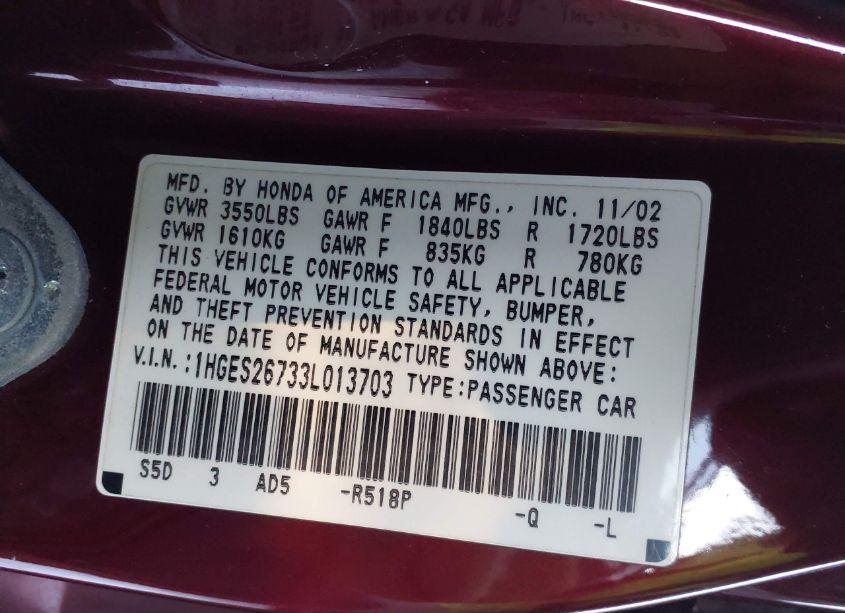 MFD. BY HONDA OF AMERICA MFG., INC. 11/02
GVWR 3550LBS GAWR F 1840LBS R 1720LBS
GVWR 1610KG GAWR F 835KG R 780KG
THIS VEHICLE CONFORMS TO ALL APPLICABLE
FEDERAL MOTOR VEHICLE SAFETY, BUMPER,
AND THEFT PREVENTION STANDARDS IN EFFECT
ON THE DATE OF MANUFACTURE SHOWN ABOVE:
V.I.N.:1HGES26733L013703 TYPE:PASSENGER CAR
S5D 3 AD5 -R518P -Q -L